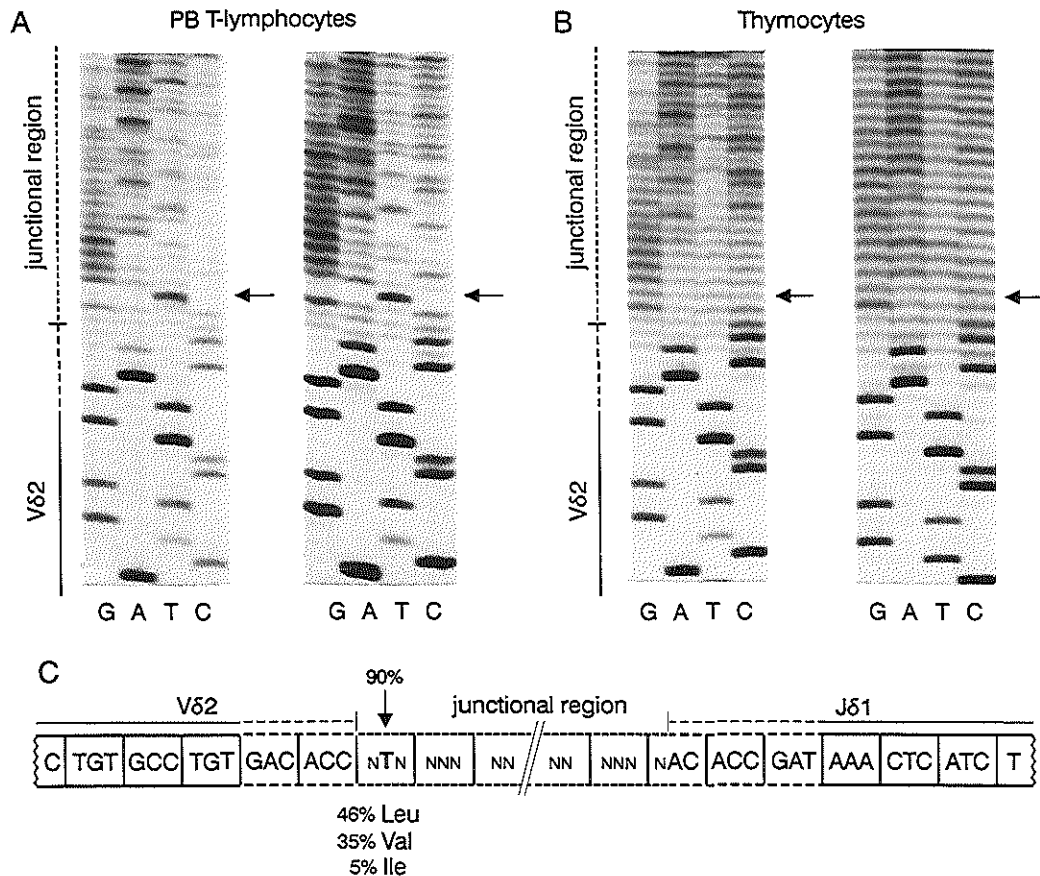 A PB T-lymphocytes
B Thymocytes
junctional region
Vδ2
G A T C
G A T C
junctional region
Vδ2
G A T C
G A T C
C
90%
Vδ2 junctional region Jδ1
C TGT GCC TGT GAC ACC NTN NNN NN NN NNN NAC ACC GAT AAA CTC ATC T
46% Leu
35% Val
5% Ile